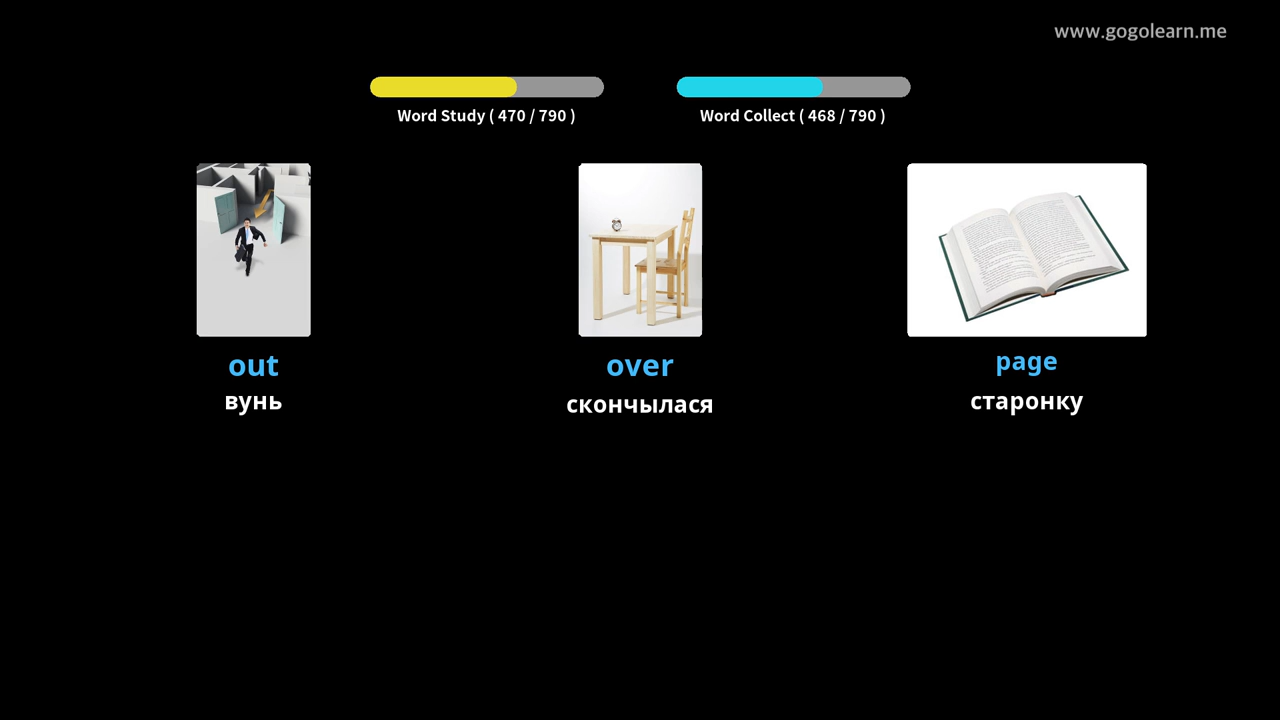 www.gogolearn.me
Word Study ( 470 / 790 )
Word Collect ( 468 / 790 )
out
вунь
over
скончылася
page
старонку